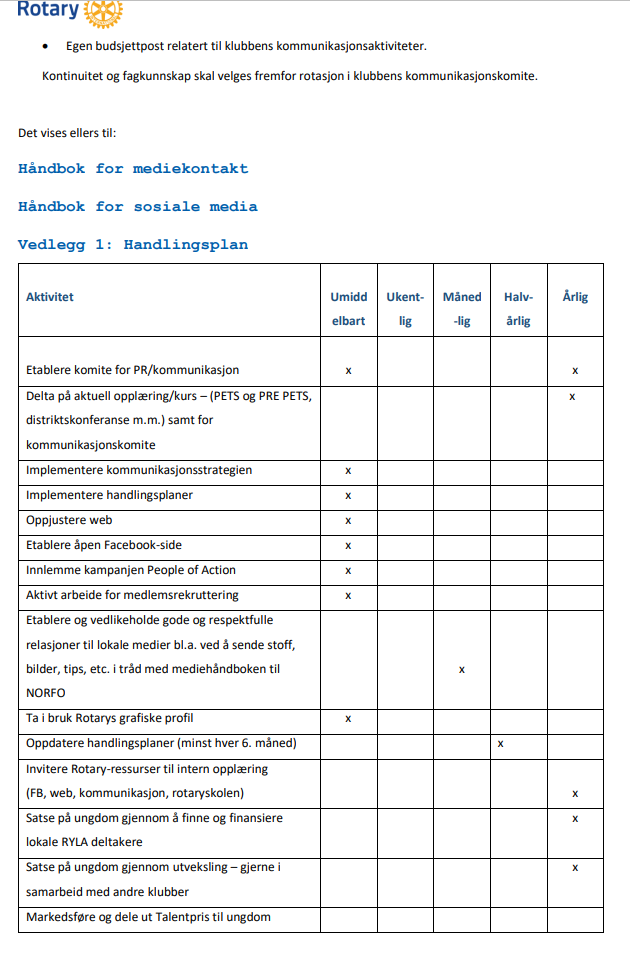 Rotary
• Egen budsjettpost relatert til klubbens kommunikasjonsaktiviteter.
Kontinuitet og fagkunnskap skal velges fremfor rotasjon i klubbens kommunikasjonskomite.
Det vises ellers til:
Håndbok for mediekontakt
Håndbok for sosiale media
Vedlegg 1: Handlingsplan
Aktivitet Umidd Ukent- Måned Halv- Årlig
elbart lig -lig årlig
Etablere komite for PR/kommunikasjon x x
Delta på aktuell opplæring/kurs – (PETS og PRE PETS, x
distriktskonferanse m.m.) samt for
kommunikasjonskomite
Implementere kommunikasjonsstrategien x
Implementere handlingsplaner x
Oppjustere web x
Etablere åpen Facebook-side x
Innlemme kampanjen People of Action x
Aktivt arbeide for medlemsrekruttering x
Etablere og vedlikeholde gode og respektfulle
relasjoner til lokale medier bl.a. ved å sende stoff,
bilder, tips, etc. i tråd med mediehåndboken til x
NORFO
Ta i bruk Rotarys grafiske profil x
Oppdatere handlingsplaner (minst hver 6. måned) x
Invitere Rotary-ressurser til intern opplæring
(FB, web, kommunikasjon, rotaryskolen) x
Satse på ungdom gjennom å finne og finansiere x
lokale RYLA deltakere
Satse på ungdom gjennom utveksling – gjerne i x
samarbeid med andre klubber
Markedsføre og dele ut Talentpris til ungdom